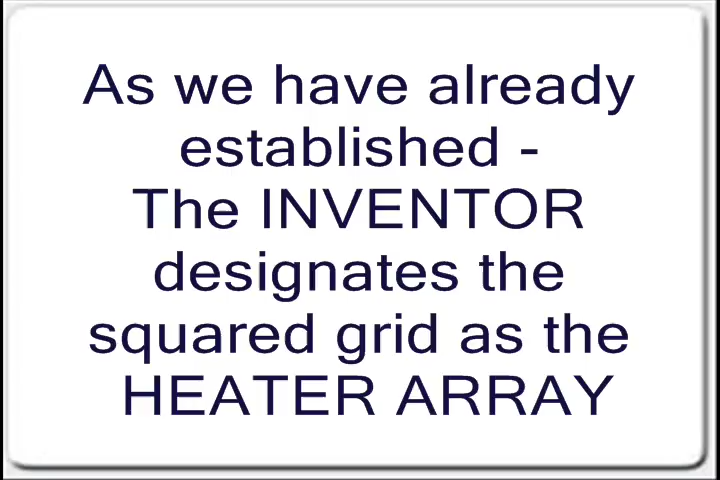 As we have already
established -
The INVENTOR
designates the
squared grid as the
HEATER ARRAY